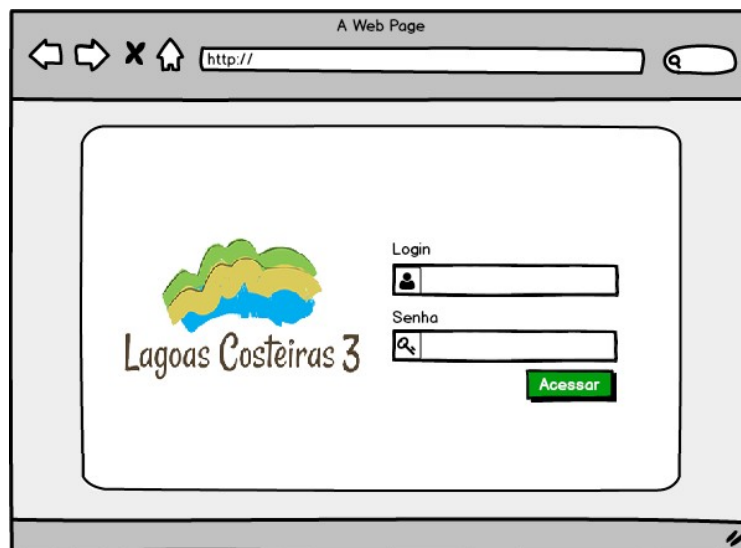 A Web Page
http://
Login
Senha
Lagoas Costeiras 3
Acessar